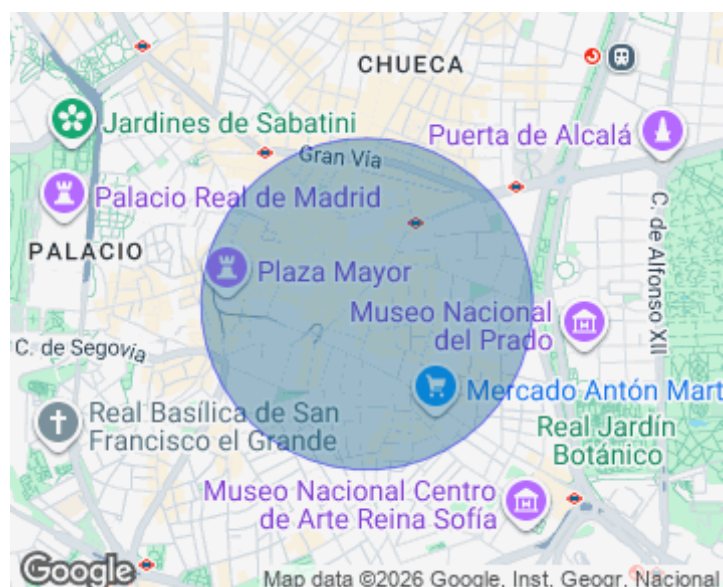 CHUECA
Jardines de Sabatini
Puerta de Alcalá
Gran Vía
Palacio Real de Madrid
C. de Alfonso XII
PALACIO
Plaza Mayor
Museo Nacional
del Prado
C. de Segovia
Mercado Antón Mart
Real Basílica de San
Francisco el Grande
Real Jardín
Botánico
Museo Nacional Centro
de Arte Reina Sofía
Google
Map data ©2026 Google, Inst. Geogr. Nacional